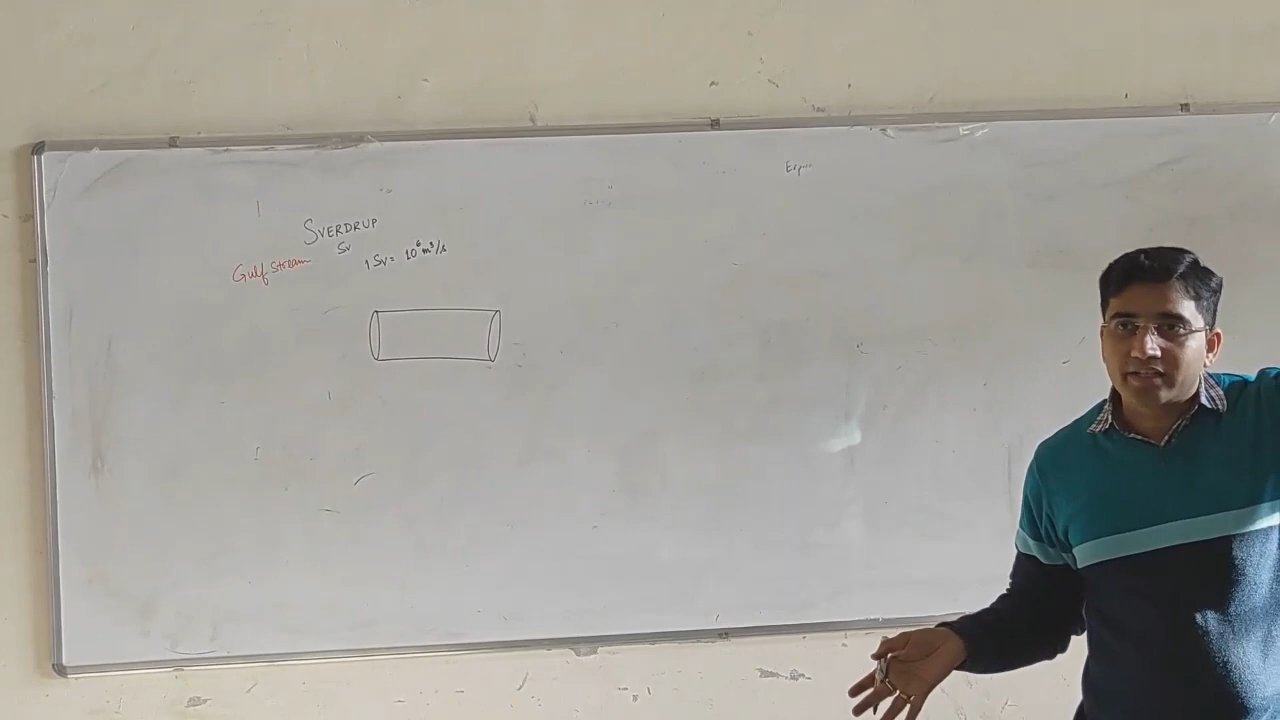 SVERDRUP
Sv
Gulf Stream
1 Sv = 10⁶ m³/s